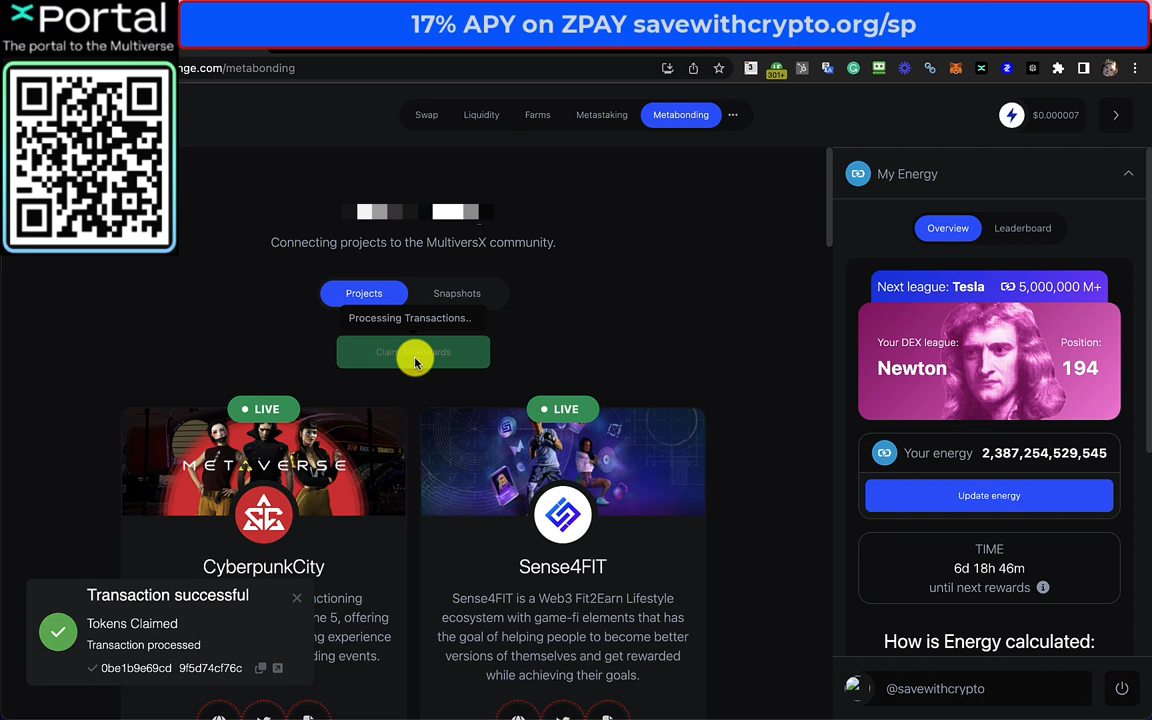 Portal
The portal to the Multiverse
17% APY on ZPAY savewithcrypto.org/sp
nge.com/metabonding
301+
Swap
Liquidity
Farms
Metastaking
Metabonding
$0.000007
Connecting projects to the MultiversX community.
Projects
Snapshots
Processing Transactions..
LIVE
METAVERSE
CyberpunkCity
LIVE
Sense4FIT
Sense4FIT is a Web3 Fit2Earn Lifestyle
ecosystem with game-fi elements that has
the goal of helping people to become better
versions of themselves and get rewarded
while achieving their goals.
Transaction successful
Tokens Claimed
Transaction processed
0be1b9e69cd 9f5d74cf76c
My Energy
Overview
Leaderboard
Next league: Tesla 5,000,000 M+
Your DEX league:
Newton
Position:
194
Your energy 2,387,254,529,545
Update energy
TIME
6d 18h 46m
until next rewards
How is Energy calculated:
@savewithcrypto